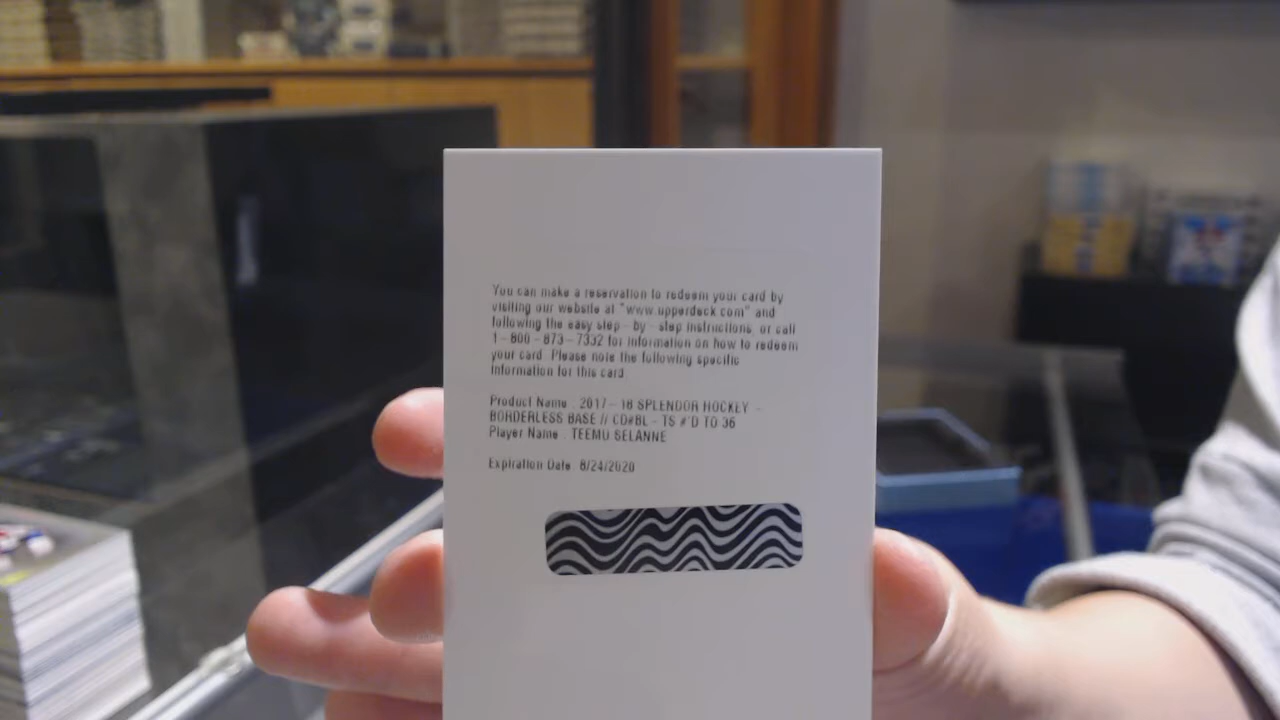 You can make a reservation to redeem your card by
visiting our website at "www.upperdeck.com" and
following the easy step - by - step instructions, or call
1 - 800 - 873 - 7332 for information on how to redeem
your card. Please note the following specific
information for this card.
Product Name : 2017 - 18 SPLENDOR HOCKEY -
BORDERLESS BASE // CD#BL - TS #'D TO 36
Player Name : TEEMU SELANNE
Expiration Date: 8/24/2020